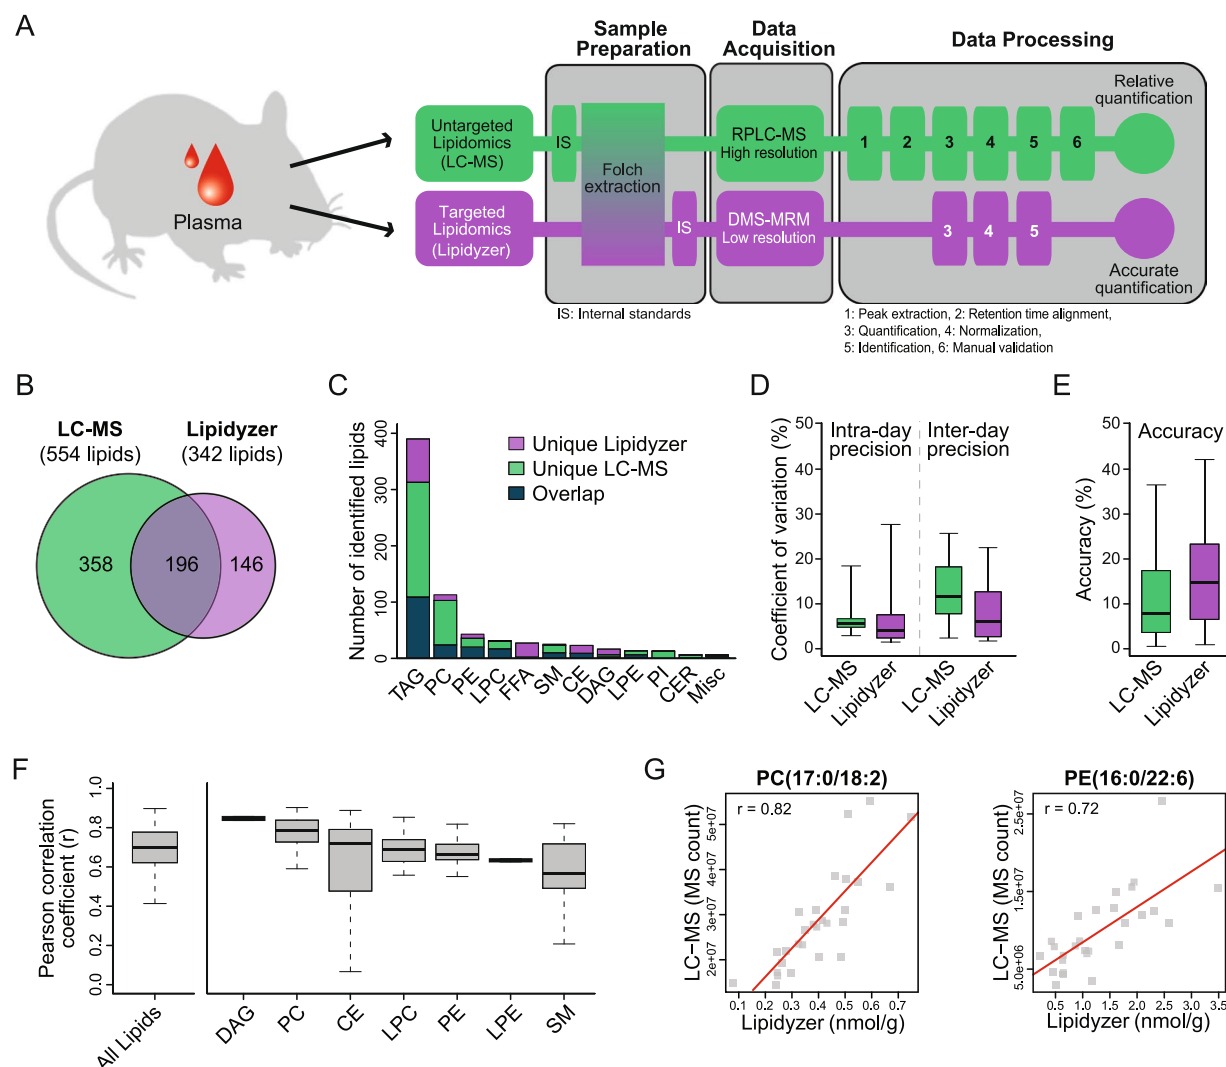 A
Sample
Preparation
Data
Acquisition
Data Processing
Plasma
Untargeted
Lipidomics
(LC-MS)
IS
Folch
extraction
RPLC-MS
High resolution
1 2 3 4 5 6
Relative
quantification
Targeted
Lipidomics
(Lipidyzer)
IS
DMS-MRM
Low resolution
3 4 5
Accurate
quantification
IS: Internal standards
1: Peak extraction, 2: Retention time alignment,
3: Quantification, 4: Normalization,
5: Identification, 6: Manual validation
B
LC-MS
(554 lipids)
Lipidyzer
(342 lipids)
358
196
146
C
Number of identified lipids
400
300
200
100
0
Unique Lipidyzer
Unique LC-MS
Overlap
TAG
PC
PE
LPC
FFA
SM
CE
DAG
LPE
PI
CER
Misc
D
Coefficient of variation (%)
50
40
30
20
10
0
Intra-day
precision
Inter-day
precision
LC-MS
Lipidyzer
LC-MS
Lipidyzer
E
Accuracy (%)
50
40
30
20
10
0
Accuracy
LC-MS
Lipidyzer
F
Pearson correlation
coefficient (r)
1.0
0.8
0.6
0.4
0.2
0.0
All Lipids
DAG
PC
CE
LPC
PE
LPE
SM
G
PC(17:0/18:2)
r = 0.82
LC-MS (MS count)
5e+07
4e+07
3e+07
2e+07
0.1 0.2 0.3 0.4 0.5 0.6 0.7
Lipidyzer (nmol/g)
PE(16:0/22:6)
r = 0.72
LC-MS (MS count)
2.5e+07
1.5e+07
5.0e+06
0.5 1.0 1.5 2.0 2.5 3.0 3.5
Lipidyzer (nmol/g)